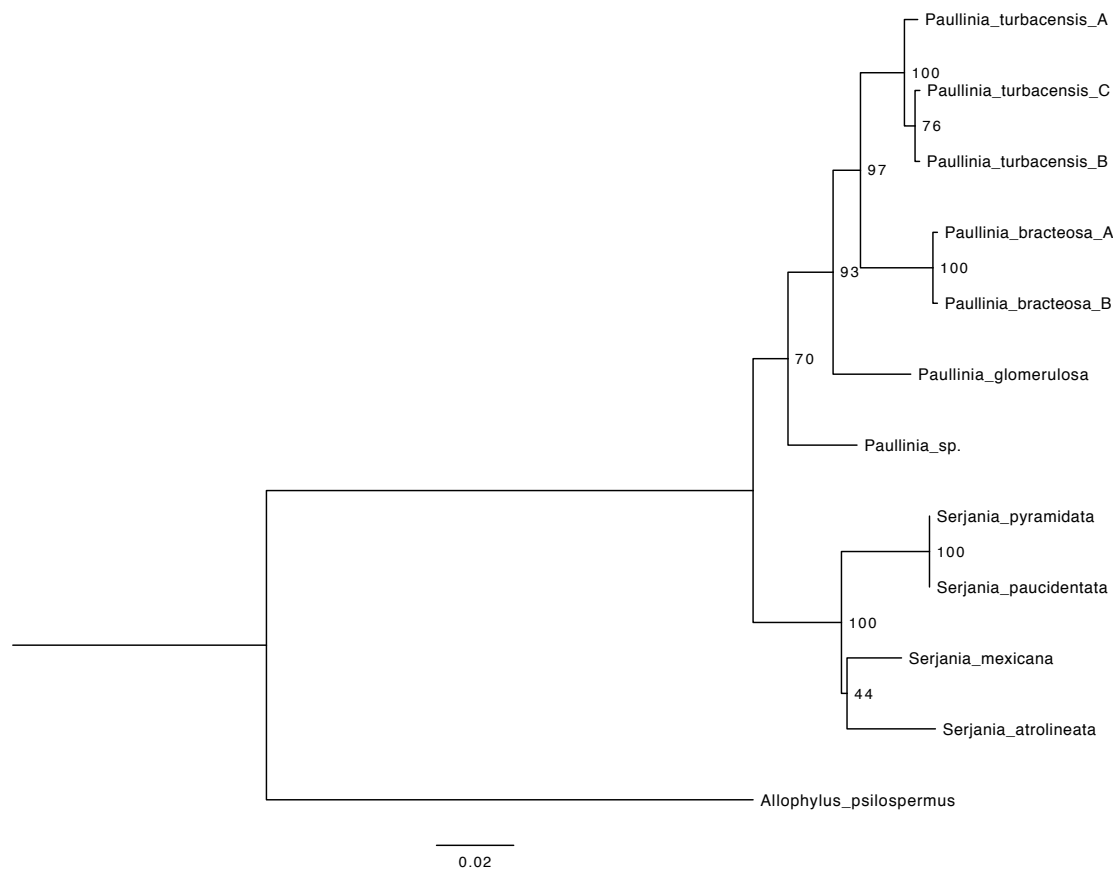 Paullinia_turbacensis_A
100
Paullinia_turbacensis_C
76
Paullinia_turbacensis_B
97
Paullinia_bracteosa_A
100
93
Paullinia_bracteosa_B
70
Paullinia_glomerulosa
Paullinia_sp.
Serjania_pyramidata
100
Serjania_paucidentata
100
Serjania_mexicana
44
Serjania_atrolineata
Allophylus_psilospermus
0.02